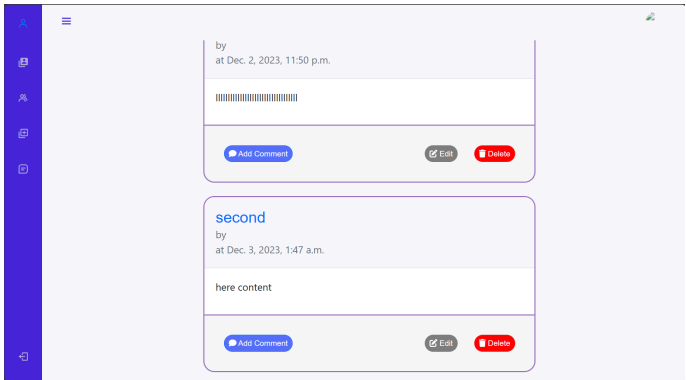 by
at Dec. 2, 2023, 11:50 p.m.
Add Comment
Edit
Delete
second
by
at Dec. 3, 2023, 1:47 a.m.
here content
Add Comment
Edit
Delete